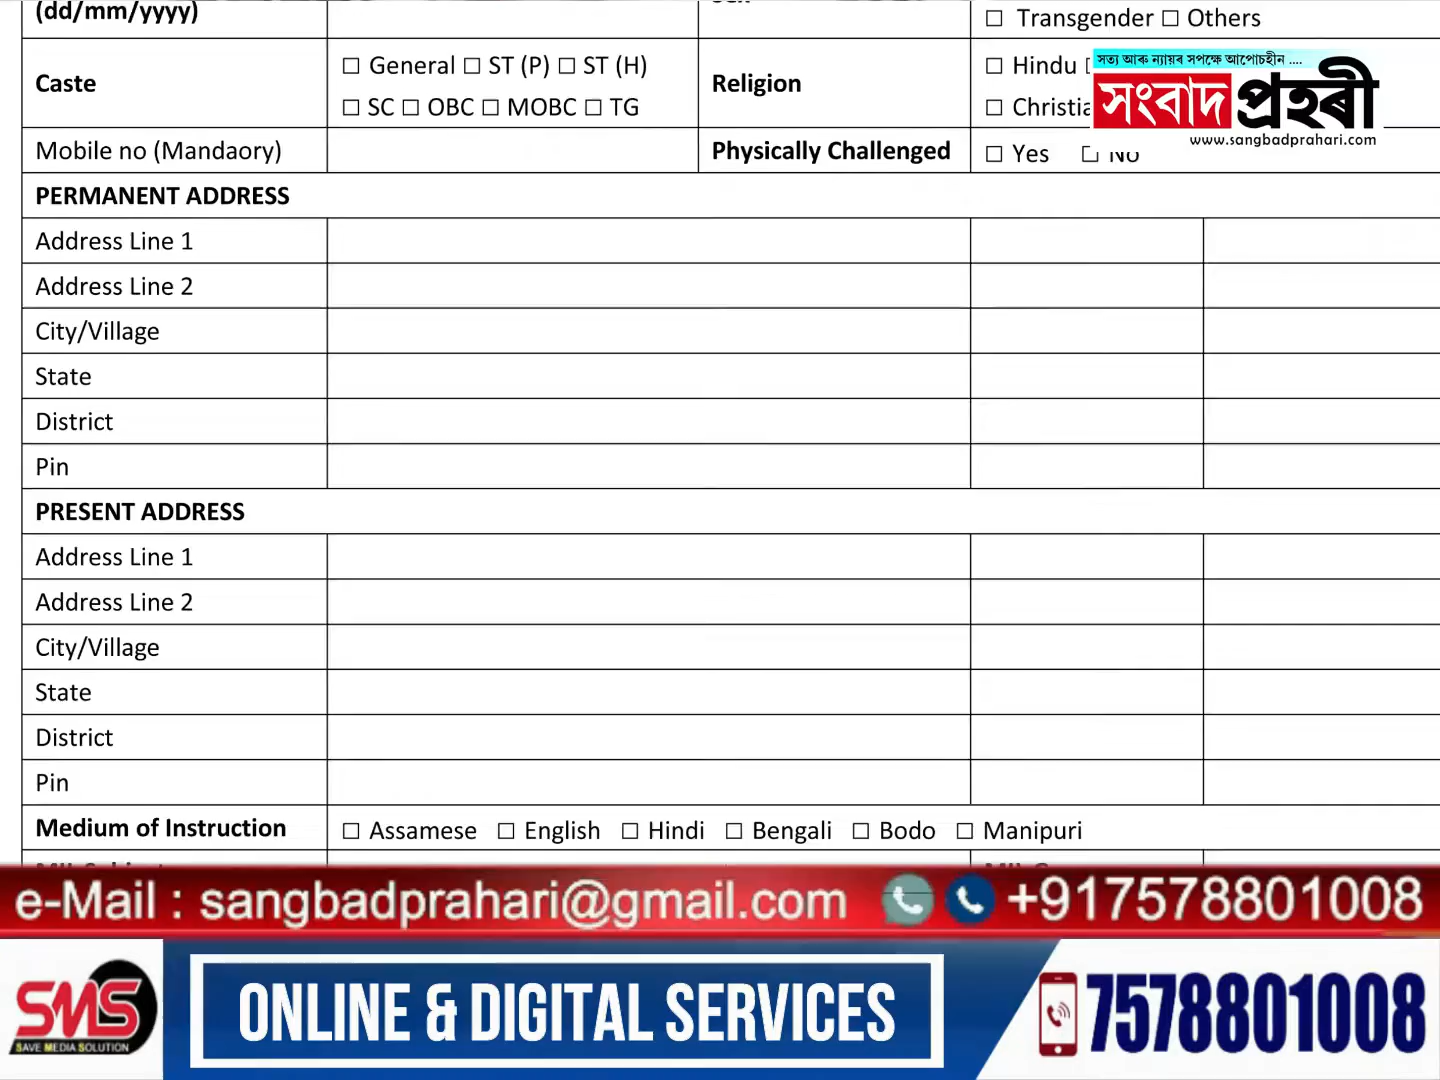 (dd/mm/yyyy)
☐ Transgender ☐ Others
Caste
☐ General ☐ ST (P) ☐ ST (H)
☐ SC ☐ OBC ☐ MOBC ☐ TG
Religion
☐ Hindu
☐ Christia
সত্য আৰু ন্যায়ৰ সপক্ষে আপোচহীন ....
সংবাদ প্ৰহৰী
www.sangbadprahari.com
Mobile no (Mandaory)
Physically Challenged
☐ Yes ☐ No
PERMANENT ADDRESS
Address Line 1
Address Line 2
City/Village
State
District
Pin
PRESENT ADDRESS
Address Line 1
Address Line 2
City/Village
State
District
Pin
Medium of Instruction
☐ Assamese ☐ English ☐ Hindi ☐ Bengali ☐ Bodo ☐ Manipuri
e-Mail : sangbadprahari@gmail.com +917578801008
SMS
SAVE MEDIA SOLUTION
ONLINE & DIGITAL SERVICES
7578801008